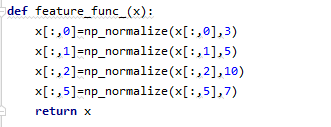 def feature_func_(x):
x[:,0]=np_normalize(x[:,0],3)
x[:,1]=np_normalize(x[:,1],5)
x[:,2]=np_normalize(x[:,2],10)
x[:,5]=np_normalize(x[:,5],7)
return x